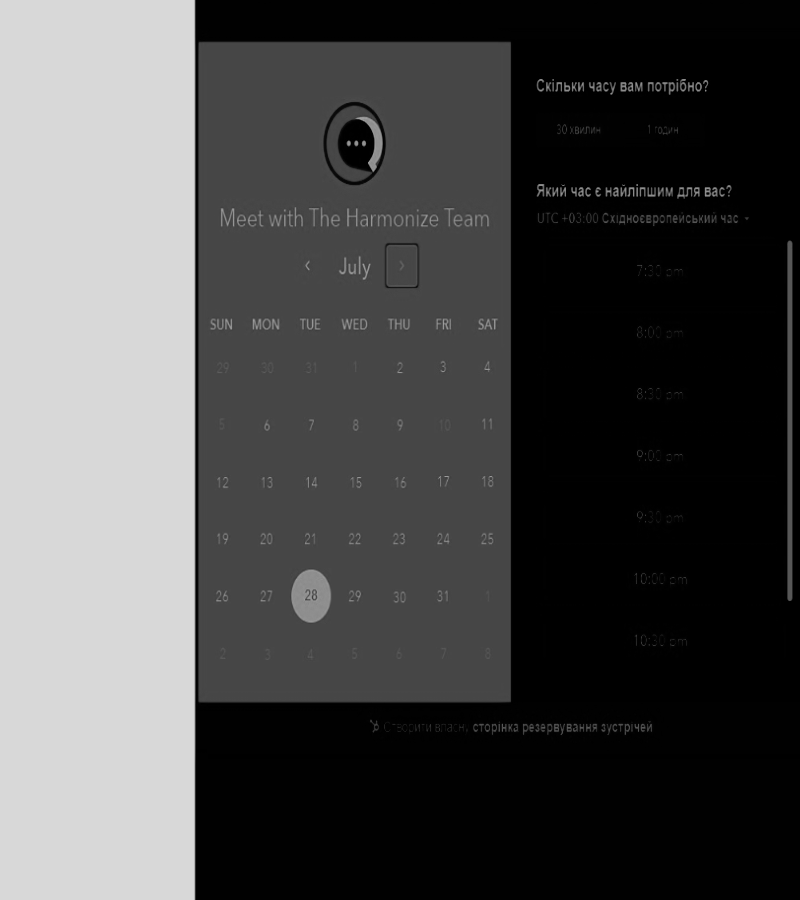 Meet with The Harmonize Team
July
SUN MON TUE WED THU FRI SAT
29 30 31 1 2 3 4
5 6 7 8 9 10 11
12 13 14 15 16 17 18
19 20 21 22 23 24 25
26 27 28 29 30 31 1
2 3 4 5 6 7 8
Скільки часу вам потрібно?
30 хвилин 1 годин
Який час є найліпшим для вас?
UTC +03:00 Східноєвропейський час
7:30 pm
8:00 pm
8:30 pm
9:00 pm
9:30 pm
10:00 pm
10:30 pm
Створити власну сторінка резервування зустрічей